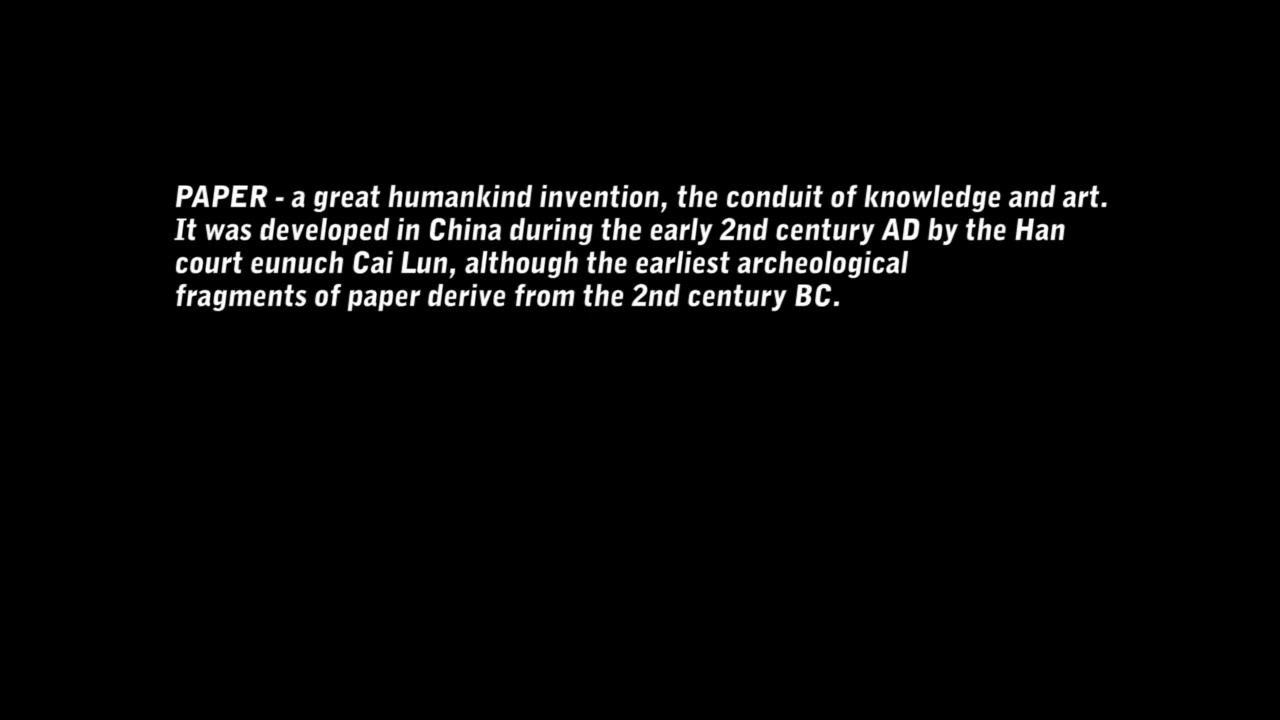 PAPER - a great humankind invention, the conduit of knowledge and art.
It was developed in China during the early 2nd century AD by the Han
court eunuch Cai Lun, although the earliest archeological
fragments of paper derive from the 2nd century BC.